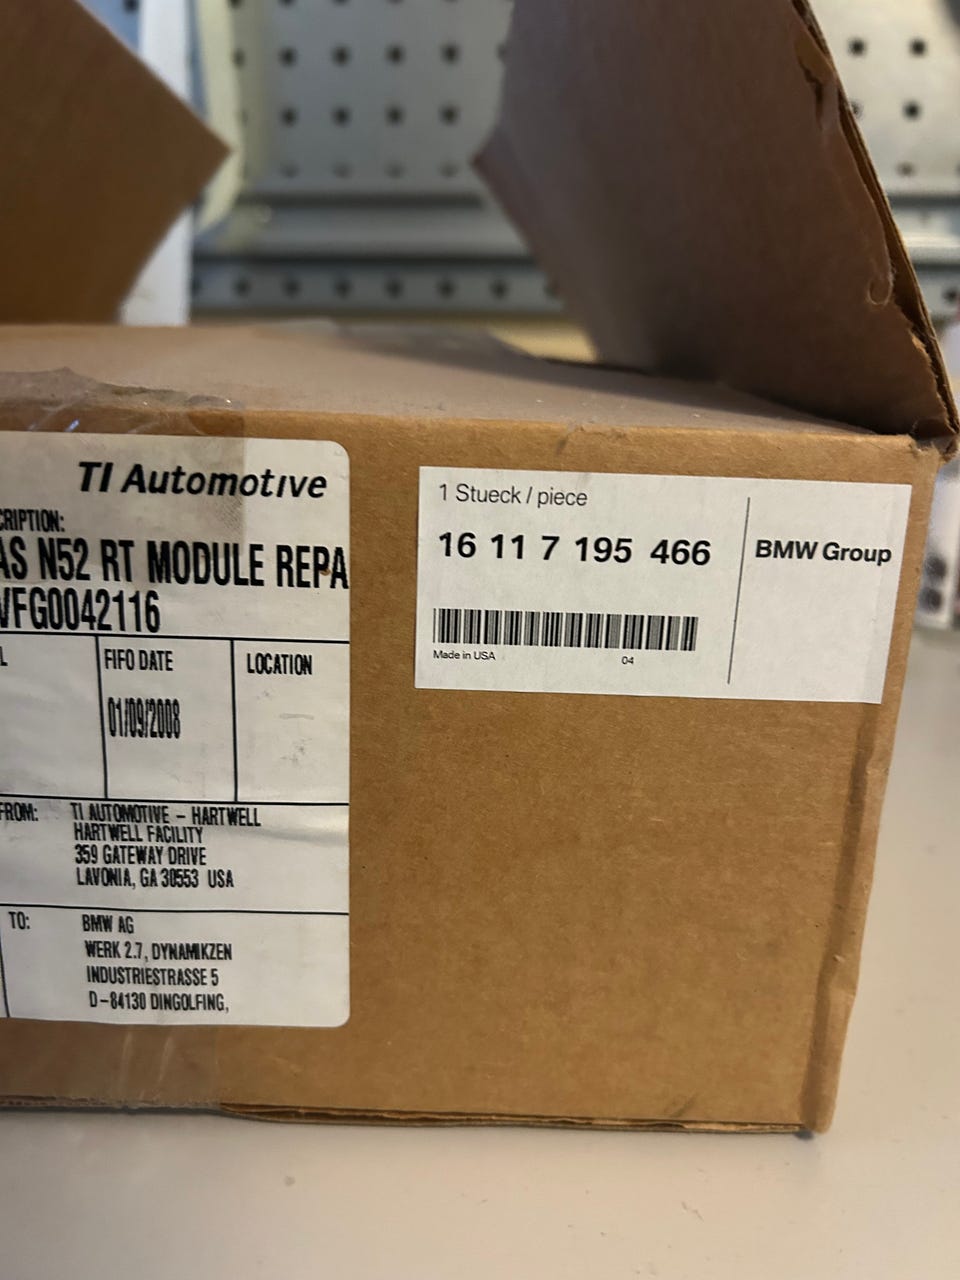 TI Automotive
CRIPTION:
AS N52 RT MODULE REPA
VFG0042116
L
FIFO DATE
LOCATION
01/09/2008
FROM:
TI AUTOMOTIVE - HARTWELL
HARTWELL FACILITY
359 GATEWAY DRIVE
LAVONIA, GA 30553 USA
TO:
BMW AG
WERK 2.7, DYNAMIKZEN
INDUSTRIESTRASSE 5
D-84130 DINGOLFING,
1 Stueck / piece
16 11 7 195 466
BMW Group
Made in USA
04